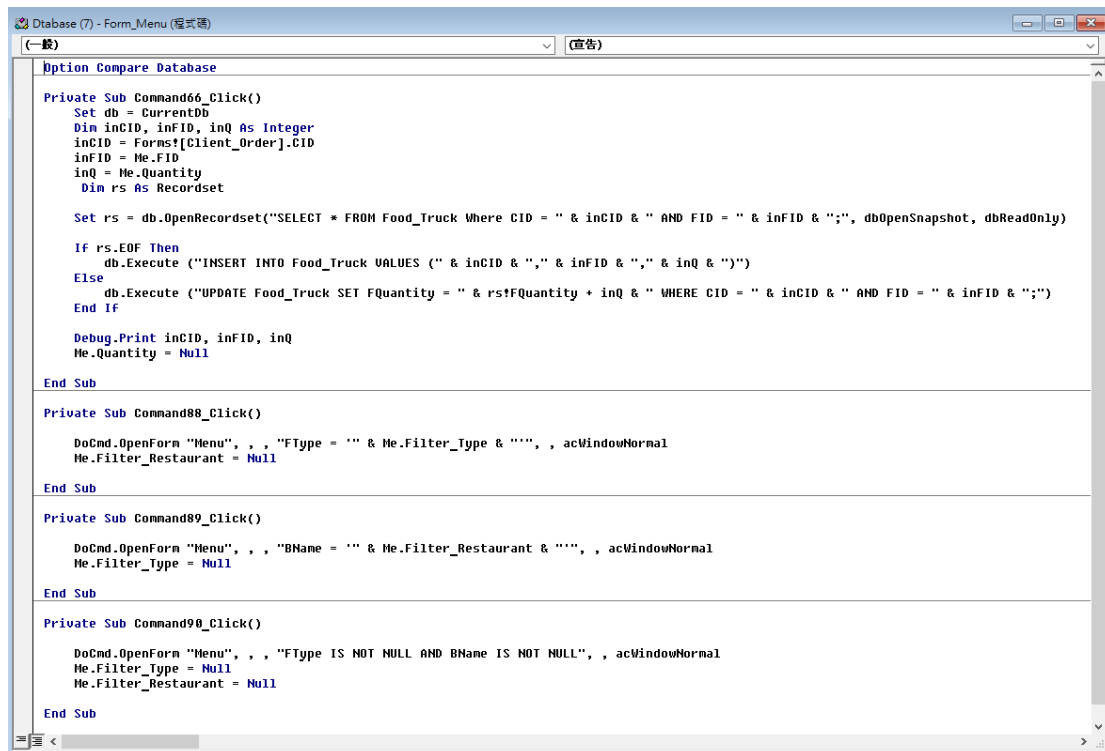 Dtabase (7) - Form_Menu (程式碼)
(一般) (宣告)
Option Compare Database
Private Sub Command66_Click()
Set db = CurrentDb
Dim inCID, inFID, inQ As Integer
inCID = Forms![Client_Order].CID
inFID = Me.FID
inQ = Me.Quantity
Dim rs As Recordset
Set rs = db.OpenRecordset("SELECT * FROM Food_Truck Where CID = " & inCID & " AND FID = " & inFID & ";", dbOpenSnapshot, dbReadOnly)
If rs.EOF Then
db.Execute ("INSERT INTO Food_Truck VALUES (" & inCID & "," & inFID & "," & inQ & ")")
Else
db.Execute ("UPDATE Food_Truck SET FQuantity = " & rs!FQuantity + inQ & " WHERE CID = " & inCID & " AND FID = " & inFID & ";")
End If
Debug.Print inCID, inFID, inQ
Me.Quantity = Null
End Sub
Private Sub Command88_Click()
DoCmd.OpenForm "Menu", , , "FType = '" & Me.Filter_Type & "'", , acWindowNormal
Me.Filter_Restaurant = Null
End Sub
Private Sub Command89_Click()
DoCmd.OpenForm "Menu", , , "BName = '" & Me.Filter_Restaurant & "'", , acWindowNormal
Me.Filter_Type = Null
End Sub
Private Sub Command90_Click()
DoCmd.OpenForm "Menu", , , "FType IS NOT NULL AND BName IS NOT NULL", , acWindowNormal
Me.Filter_Type = Null
Me.Filter_Restaurant = Null
End Sub